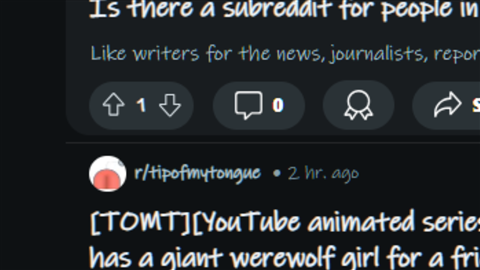 Is there a subreddit for people in
Like writers for the news, journalists, repor
1 0 S
r/tipofmytongue • 2 hr. ago
[TOMT][YouTube animated series
has a giant werewolf girl for a fri